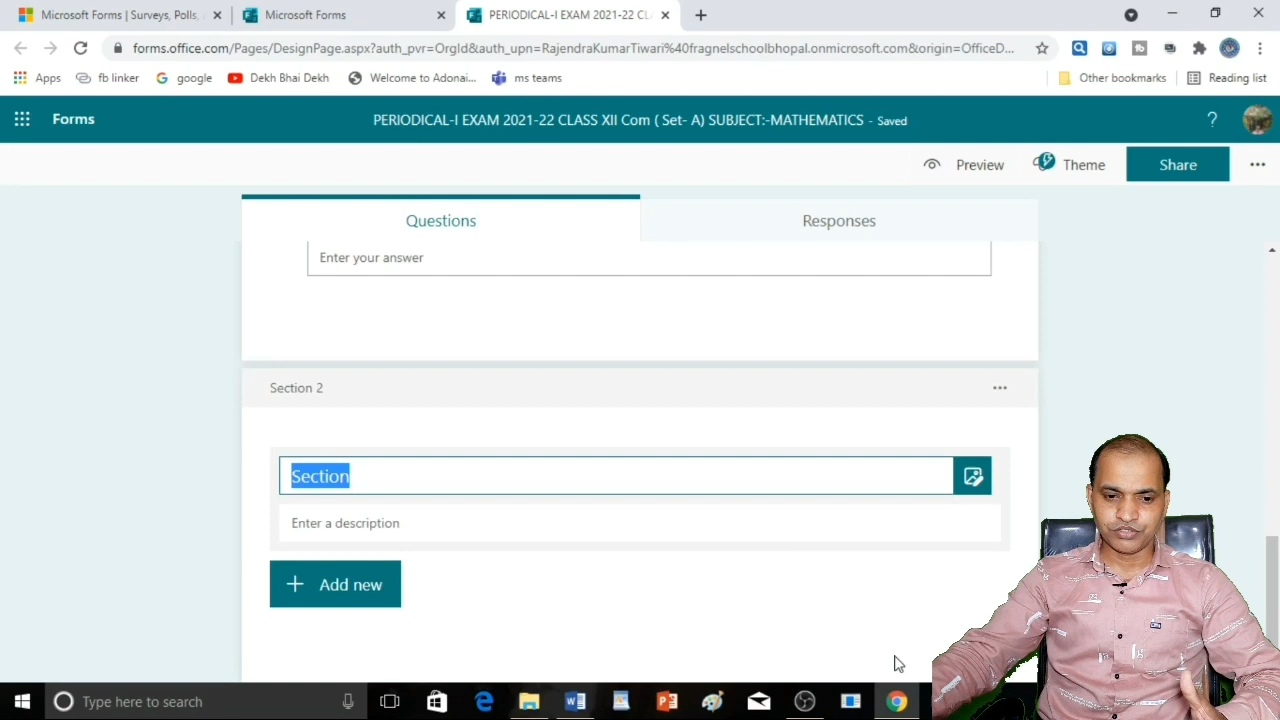 Microsoft Forms | Surveys, Polls,
Microsoft Forms
PERIODICAL-I EXAM 2021-22 CL
forms.office.com/Pages/DesignPage.aspx?auth_pvr=OrgId&auth_upn=RajendraKumarTiwari%40fragnelschoolbhopal.onmicrosoft.com&origin=OfficeD...
Apps
fb linker
google
Dekh Bhai Dekh
Welcome to Adonai...
ms teams
Other bookmarks
Reading list
Forms
PERIODICAL-I EXAM 2021-22 CLASS XII Com ( Set- A) SUBJECT:-MATHEMATICS - Saved
?
Preview
Theme
Share
Questions
Responses
Enter your answer
Section 2
Section
Enter a description
+ Add new
Type here to search